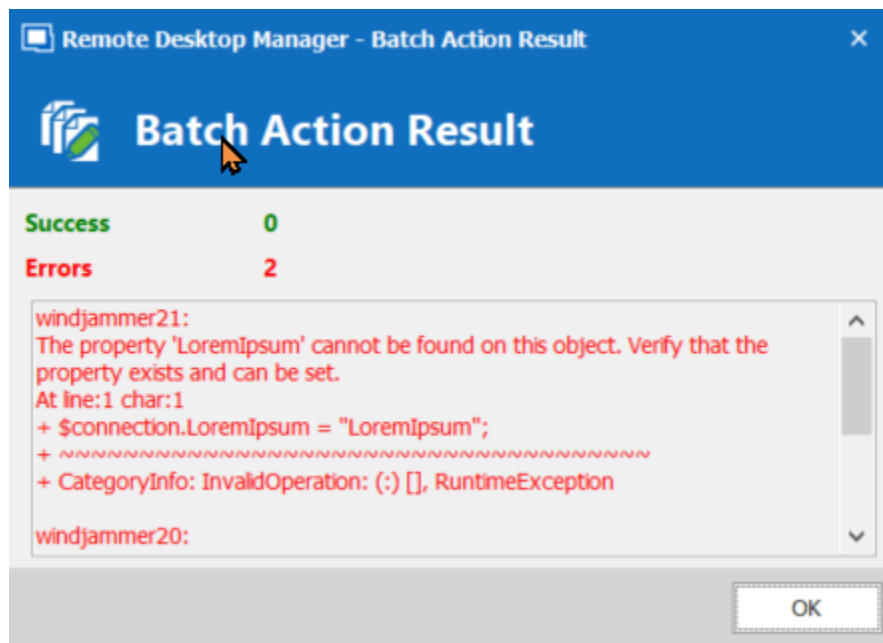 Remote Desktop Manager - Batch Action Result
Batch Action Result
Success 0
Errors 2
windjammer21:
The property 'LoremIpsum' cannot be found on this object. Verify that the
property exists and can be set.
At line:1 char:1
+ $connection.LoremIpsum = "LoremIpsum";
+ ~~~~~~~~~~~~~~~~~~~~~~~~~~~~~~~~~~~~~
+ CategoryInfo: InvalidOperation: (:) [], RuntimeException
windjammer20:
OK